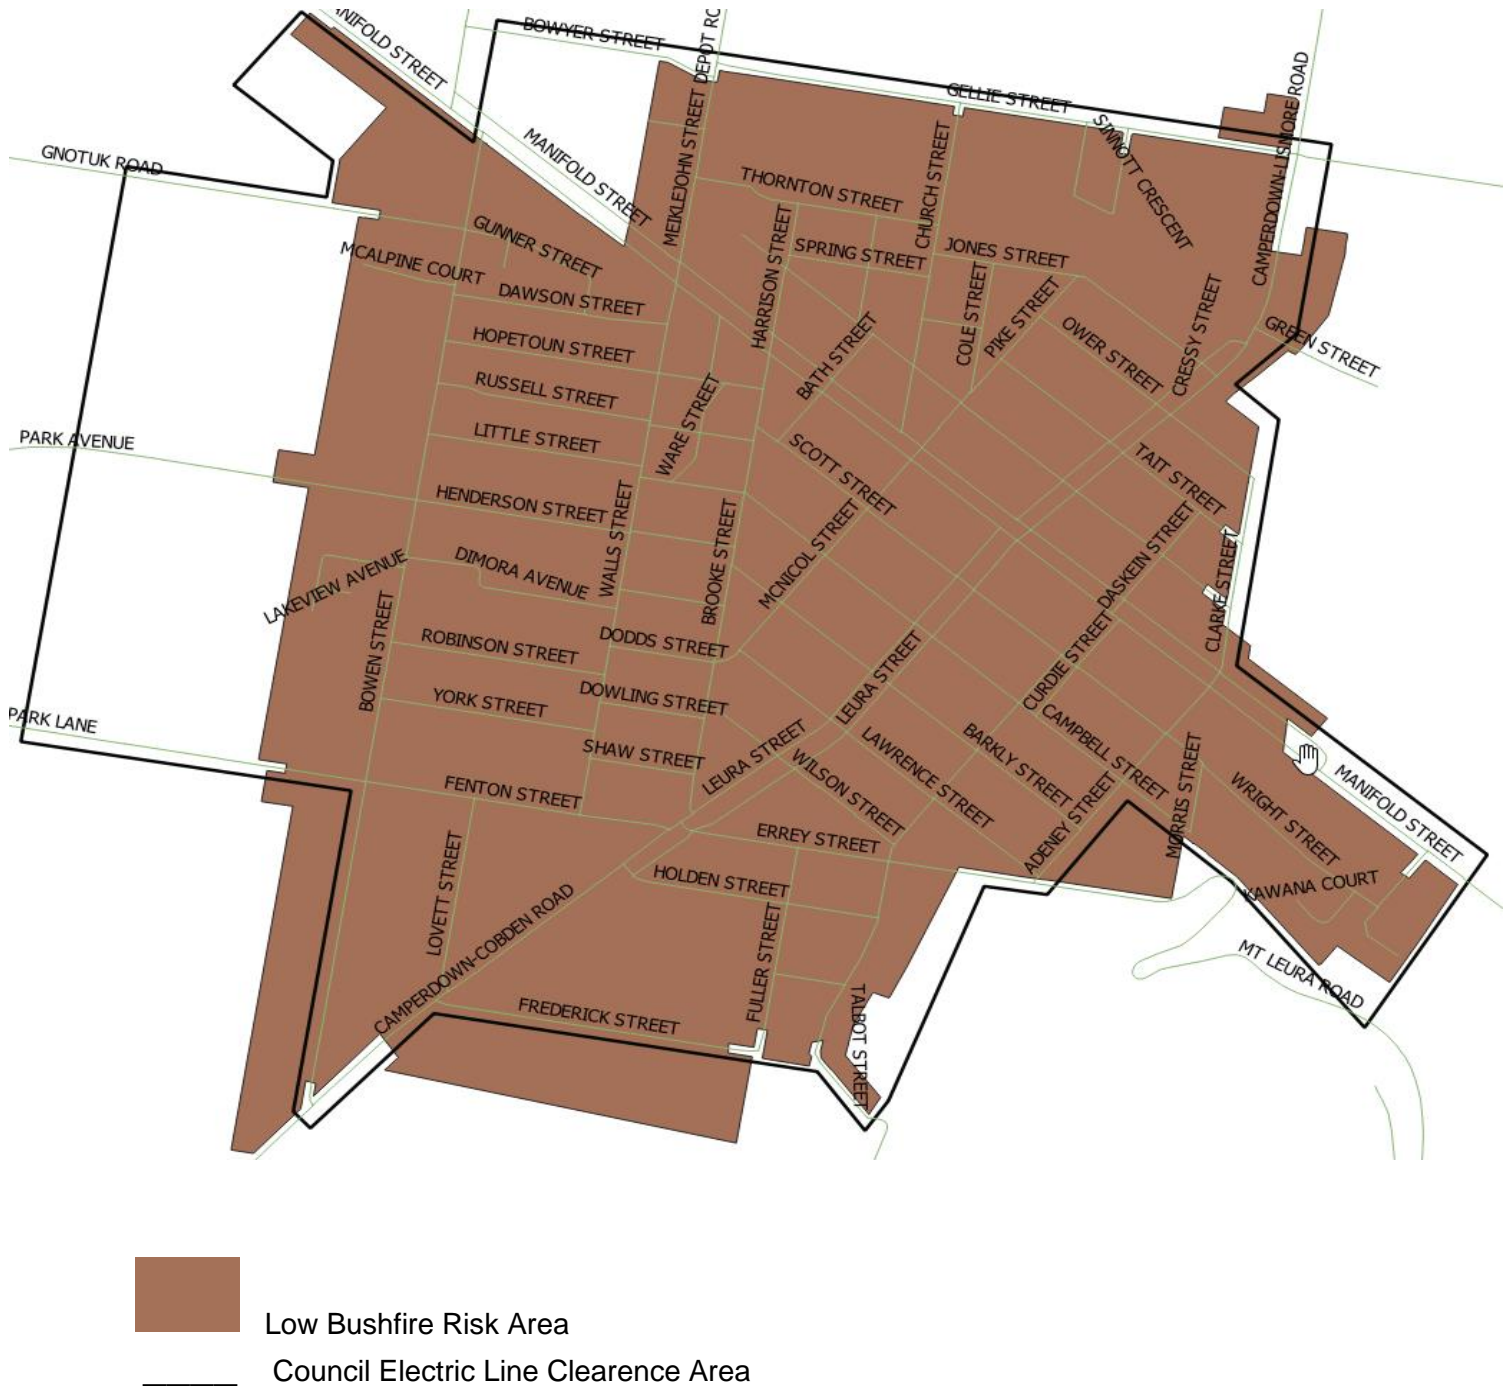 MANIFOLD STREET
BOWYER STREET
DEPOT RO
GELLIE STREET
CAMPERDOWN-LISMORE ROAD
SINNOTT CRESCENT
GNOTUK ROAD
MANIFOLD STREET
MEIKLEJOHN STREET
THORNTON STREET
CHURCH STREET
GUNNER STREET
HARRISON STREET
SPRING STREET
JONES STREET
MCALPINE COURT
DAWSON STREET
COLE STREET
PIKE STREET
CRESSY STREET
GREEN STREET
HOPETOUN STREET
BATH STREET
OWER STREET
RUSSELL STREET
WARE STREET
PARK AVENUE
LITTLE STREET
SCOTT STREET
TAIT STREET
HENDERSON STREET
WALLS STREET
BROOKE STREET
MCNICOL STREET
DASKEIN STREET
CLARKE STREET
LAKEVIEW AVENUE
DIMORA AVENUE
BOWEN STREET
ROBINSON STREET
DODDS STREET
LEURA STREET
CURDIE STREET
PARK LANE
YORK STREET
DOWLING STREET
CAMPBELL STREET
SHAW STREET
LEURA STREET
LAWRENCE STREET
BARKLY STREET
MORRIS STREET
MANIFOLD STREET
FENTON STREET
WILSON STREET
ADENEY STREET
WRIGHT STREET
ERREY STREET
LOVETT STREET
HOLDEN STREET
KAWANA COURT
CAMPERDOWN-COBDEN ROAD
FULLER STREET
MT LEURA ROAD
FREDERICK STREET
TALBOT STREET
Low Bushfire Risk Area
Council Electric Line Clearence Area